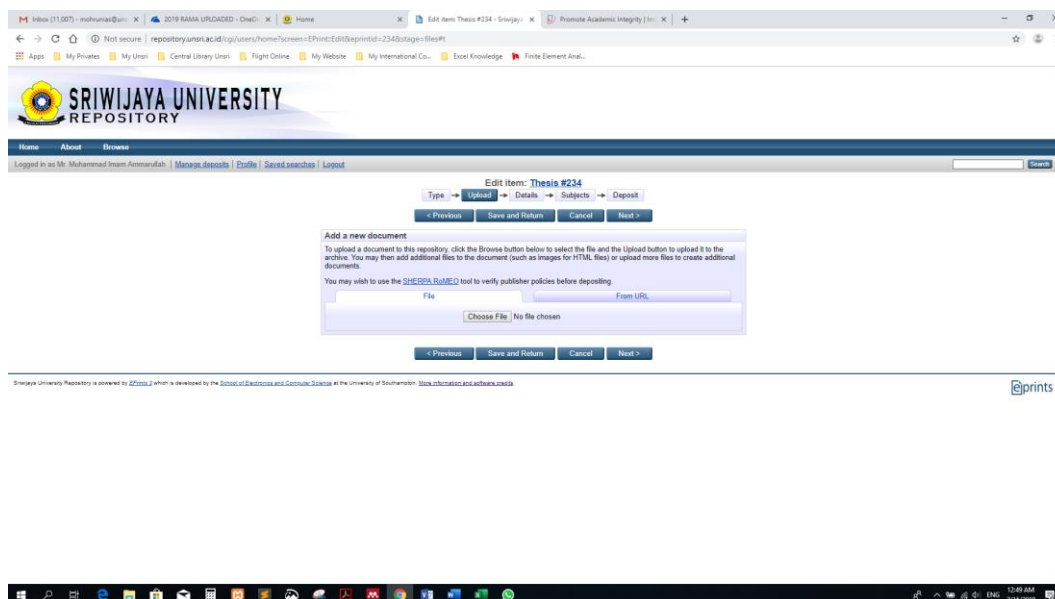 Inbox (11,007) - mohrunias@uns
2019 RAMA UPLOADED - OneDr
Home
Edit item: Thesis #234 - Sriwijaya
Promote Academic Integrity | Im
Not secure | repository.unsri.ac.id/cgi/users/home?screen=EPrint::Edit&eprintid=234&stage=files#t
Apps My Privates My Unsri Central Library Unsri Flight Online My Website My International Co... Excel Knowledge Finite Element Anal...
SRIWIJAYA UNIVERSITY
REPOSITORY
Home About Browse
Logged in as Mr. Muhammad Imam Ammarullah | Manage deposits | Profile | Saved searches | Logout
Search
Edit item: Thesis #234
Type → Upload → Details → Subjects → Deposit
< Previous Save and Return Cancel Next >
Add a new document
To upload a document to this repository, click the Browse button below to select the file and the Upload button to upload it to the
archive. You may then add additional files to the document (such as images for HTML files) or upload more files to create additional
documents.
You may wish to use the SHERPA RoMEO tool to verify publisher policies before depositing.
File From URL
Choose File No file chosen
< Previous Save and Return Cancel Next >
Sriwijaya University Repository is powered by EPrints 3 which is developed by the School of Electronics and Computer Science at the University of Southampton. More information and software credits.
eprints
ENG 12:49 AM